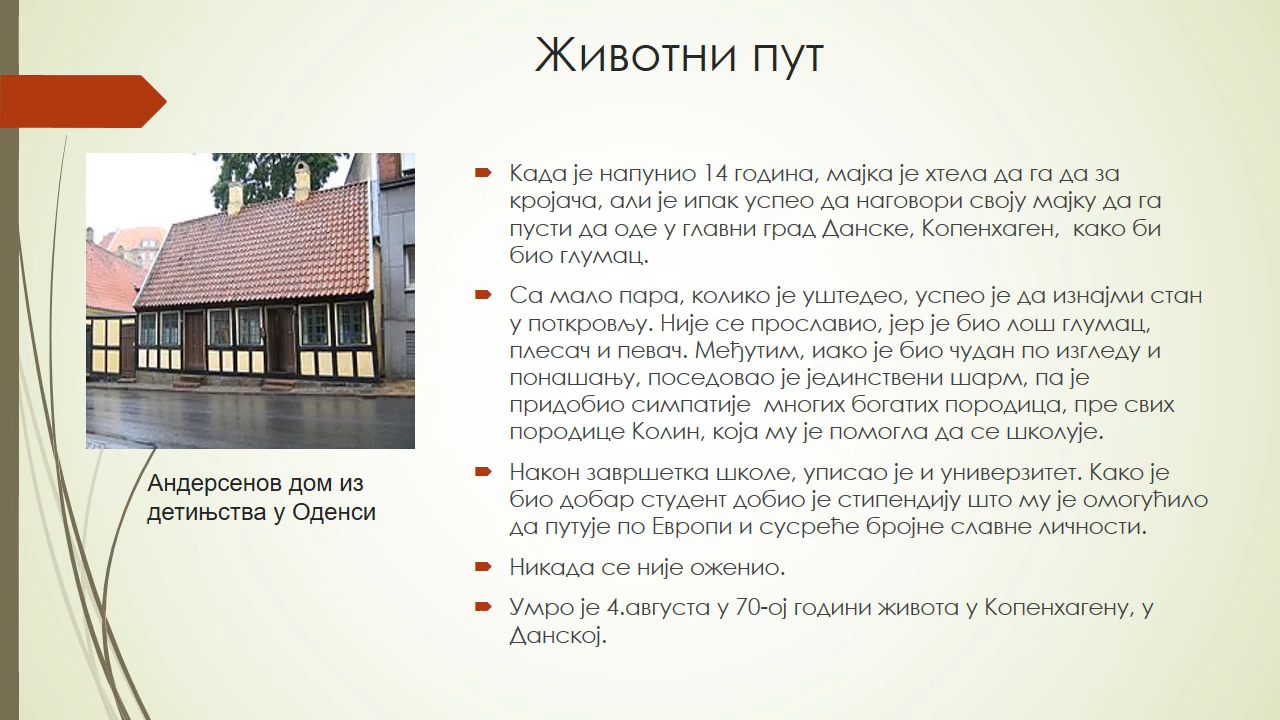 Животни пут
Када је напунио 14 година, мајка је хтела да га да за
кројача, али је ипак успео да наговори своју мајку да га
пусти да оде у главни град Данске, Копенхаген,  како би
био глумац.
Са мало пара, колико је уштедео, успео је да изнајми стан
у поткровљу. Није се прославио, јер је био лош глумац,
плесач и певач. Међутим, иако је био чудан по изгледу и
понашању, поседовао је јединствени шарм, па је
придобио симпатије  многих богатих породица, пре свих
породице Колин, која му је помогла да се школује.
Након завршетка школе, уписао је и универзитет. Како је
био добар студент добио је стипендију што му је омогућило
да путује по Европи и сусреће бројне славне личности.
Никада се није оженио.
Умро је 4.августа у 70-ој години живота у Копенхагену, у
Данској.
Андерсенов дом из
детињства у Оденси